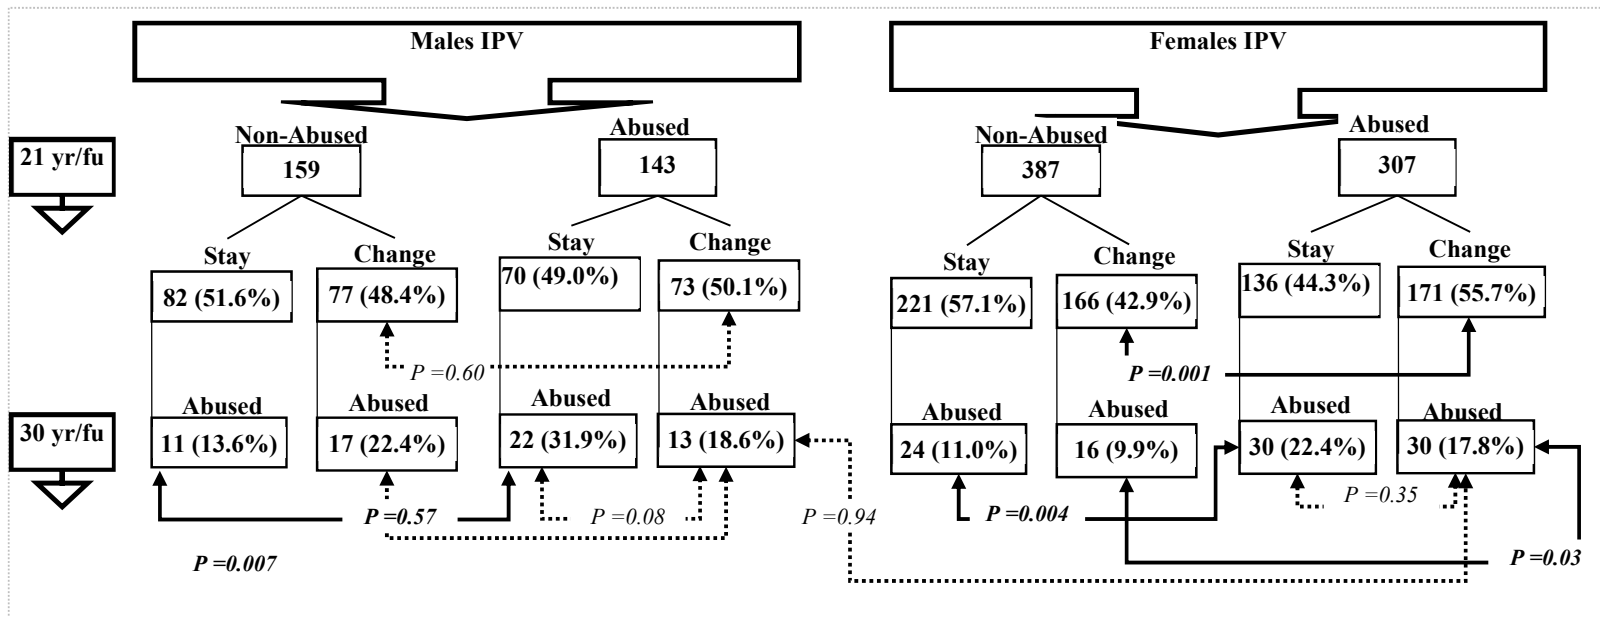 Males IPV
Females IPV
21 yr/fu
Non-Abused
159
Abused
143
Non-Abused
387
Abused
307
Stay
82 (51.6%)
Change
77 (48.4%)
Stay
70 (49.0%)
Change
73 (50.1%)
Stay
221 (57.1%)
Change
166 (42.9%)
Stay
136 (44.3%)
Change
171 (55.7%)
P =0.60
P =0.001
30 yr/fu
Abused
11 (13.6%)
Abused
17 (22.4%)
Abused
22 (31.9%)
Abused
13 (18.6%)
Abused
24 (11.0%)
Abused
16 (9.9%)
Abused
30 (22.4%)
Abused
30 (17.8%)
P =0.57
P =0.08
P =0.94
P =0.004
P =0.35
P =0.007
P =0.03